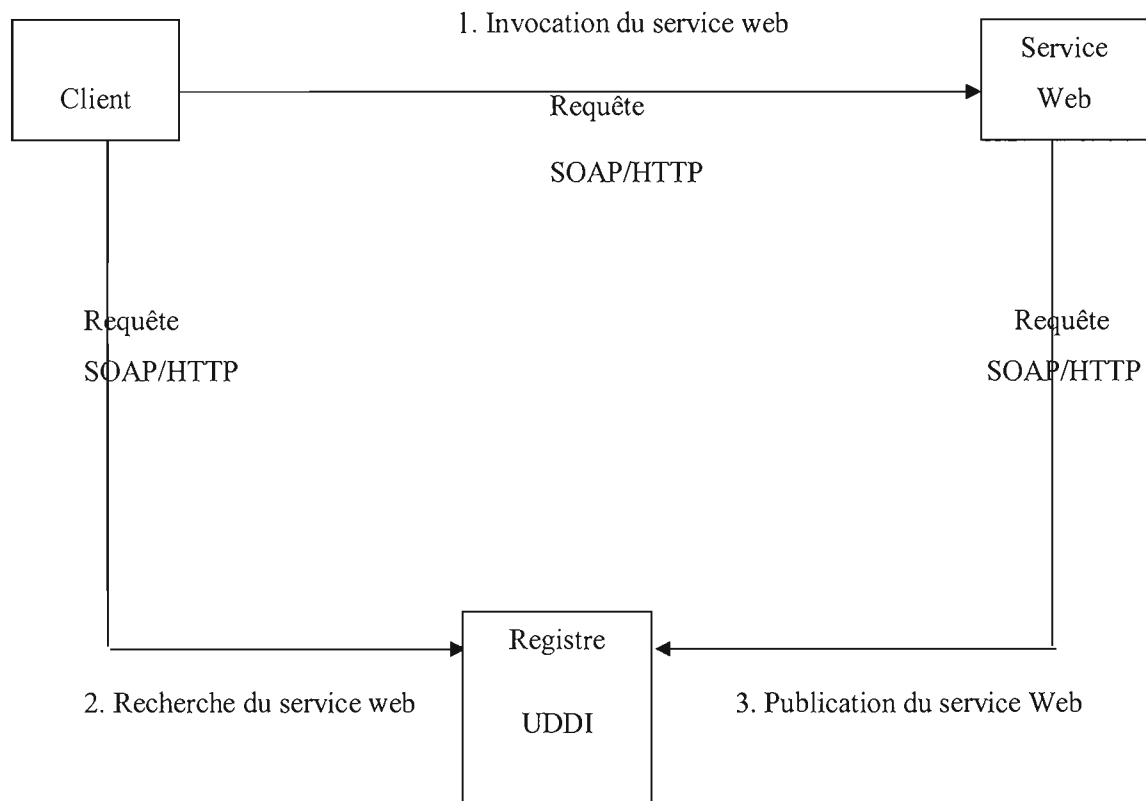 1. Invocation du service web
Client
Service
Web
Requête
SOAP/HTTP
Requête
SOAP/HTTP
Requête
SOAP/HTTP
Registre
UDDI
2. Recherche du service web
3. Publication du service Web